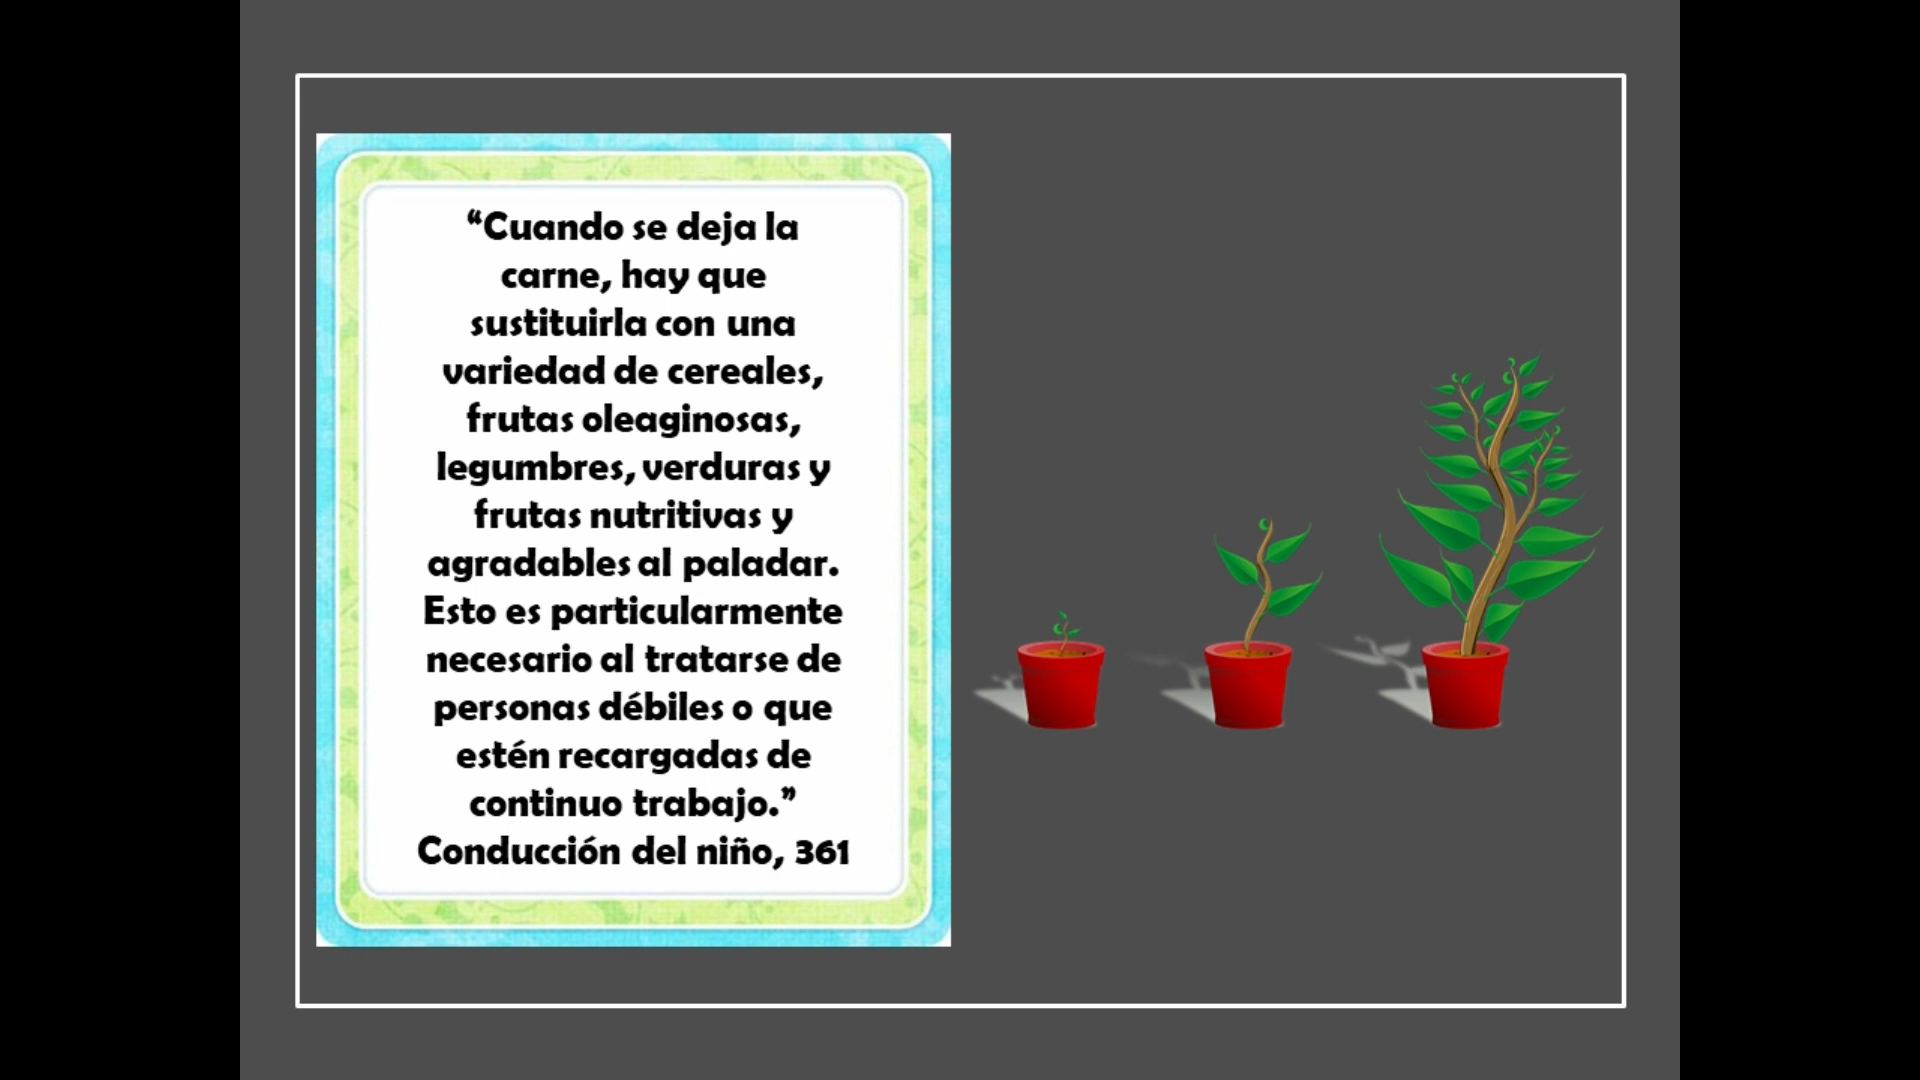 “Cuando se deja la
carne, hay que
sustituirla con una
variedad de cereales,
frutas oleaginosas,
legumbres, verduras y
frutas nutritivas y
agradables al paladar.
Esto es particularmente
necesario al tratarse de
personas débiles o que
estén recargadas de
continuo trabajo.”
Conducción del niño, 361